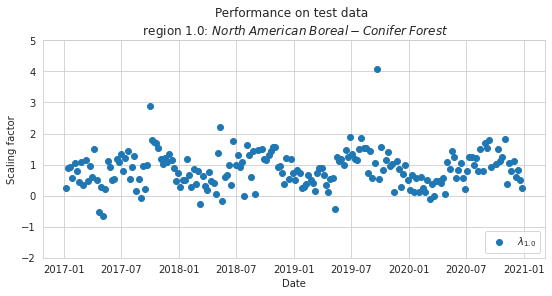 Performance on test data
region 1.0: North American Boreal − Conifer Forest
5
4
3
2
1
0
−1
−2
Scaling factor
2017-01 2017-07 2018-01 2018-07 2019-01 2019-07 2020-01 2020-07 2021-01
Date
λ1.0